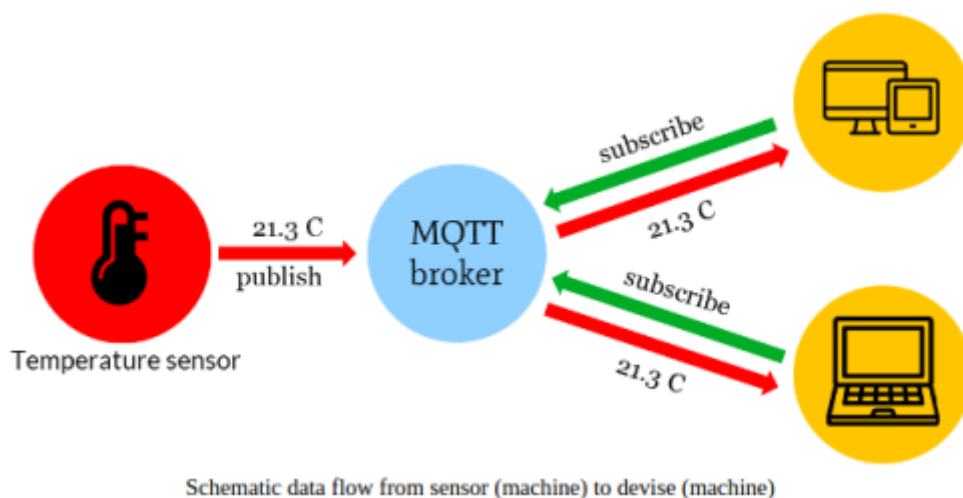 subscribe
21.3 C
21.3 C
publish
MQTT
broker
Temperature sensor
subscribe
21.3 C
Schematic data flow from sensor (machine) to devise (machine)